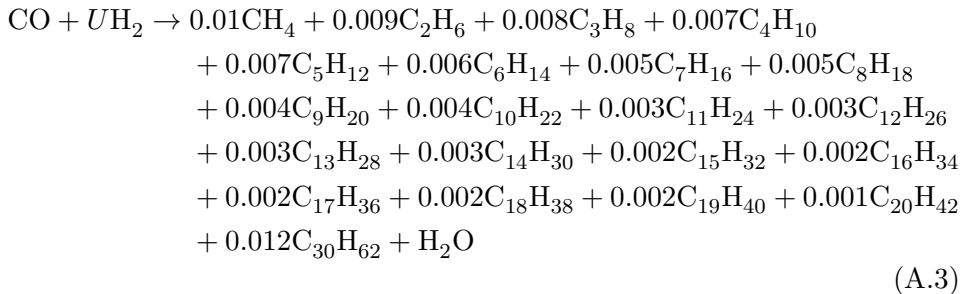 CO + UH₂ → 0.01CH₄ + 0.009C₂H₆ + 0.008C₃H₈ + 0.007C₄H₁₀
+ 0.007C₅H₁₂ + 0.006C₆H₁₄ + 0.005C₇H₁₆ + 0.005C₈H₁₈
+ 0.004C₉H₂₀ + 0.004C₁₀H₂₂ + 0.003C₁₁H₂₄ + 0.003C₁₂H₂₆
+ 0.003C₁₃H₂₈ + 0.003C₁₄H₃₀ + 0.002C₁₅H₃₂ + 0.002C₁₆H₃₄
+ 0.002C₁₇H₃₆ + 0.002C₁₈H₃₈ + 0.002C₁₉H₄₀ + 0.001C₂₀H₄₂
+ 0.012C₃₀H₆₂ + H₂O
(A.3)